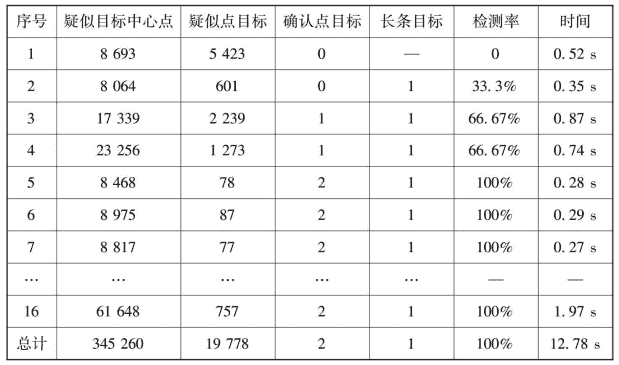 序号 疑似目标中心点 疑似点目标 确认点目标 长条目标 检测率 时间
1 8 693 5 423 0 — 0 0.52 s
2 8 064 601 0 1 33.3% 0.35 s
3 17 339 2 239 1 1 66.67% 0.87 s
4 23 256 1 273 1 1 66.67% 0.74 s
5 8 468 78 2 1 100% 0.28 s
6 8 975 87 2 1 100% 0.29 s
7 8 817 77 2 1 100% 0.27 s
… … … … … — —
16 61 648 757 2 1 100% 1.97 s
总计 345 260 19 778 2 1 100% 12.78 s